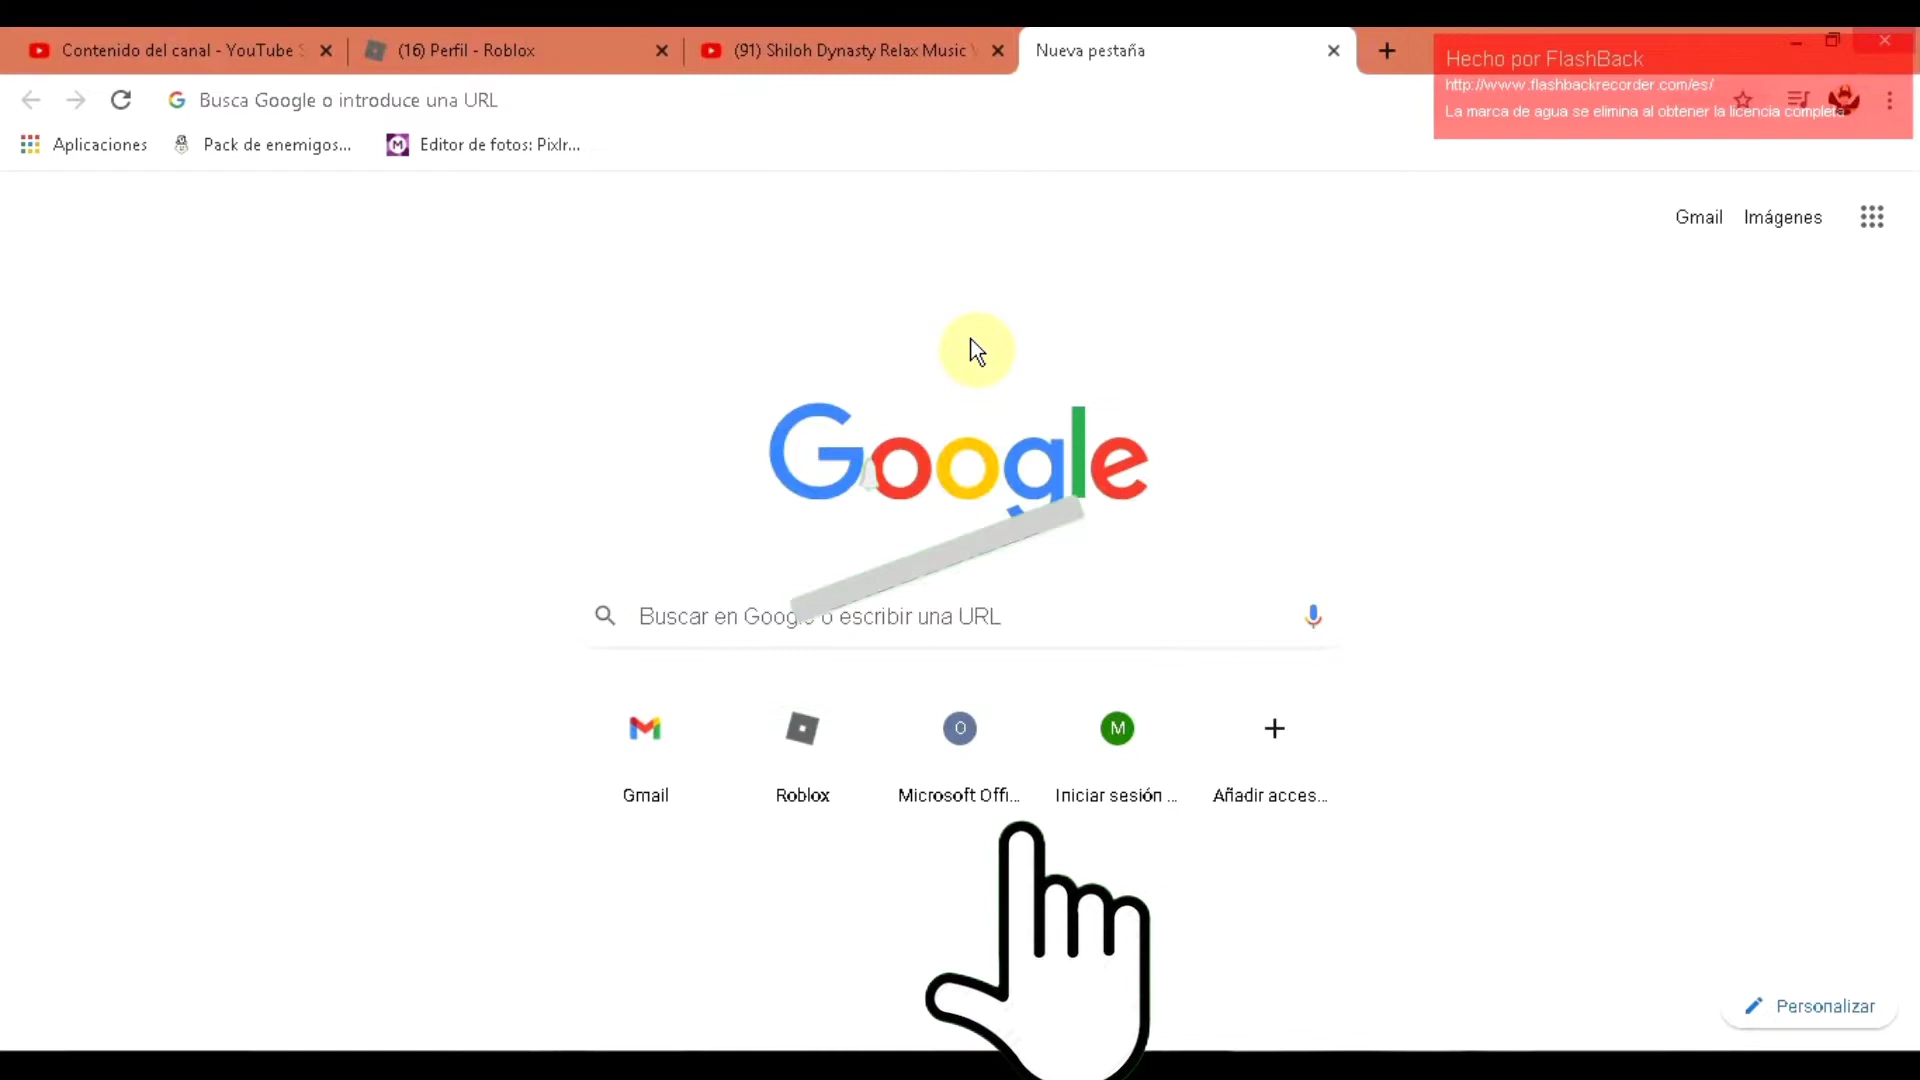 Contenido del canal - YouTube S
(16) Perfil - Roblox
(91) Shiloh Dynasty Relax Music
Nueva pestaña
Hecho por FlashBack
http://www.flashbackrecorder.com/es/
La marca de agua se elimina al obtener la licencia completa
Busca Google o introduce una URL
Aplicaciones
Pack de enemigos...
Editor de fotos: Pixlr...
Gmail
Imágenes
Google
Buscar en Google o escribir una URL
O
M
Gmail
Roblox
Microsoft Offi...
Iniciar sesión ...
Añadir acces...
Personalizar